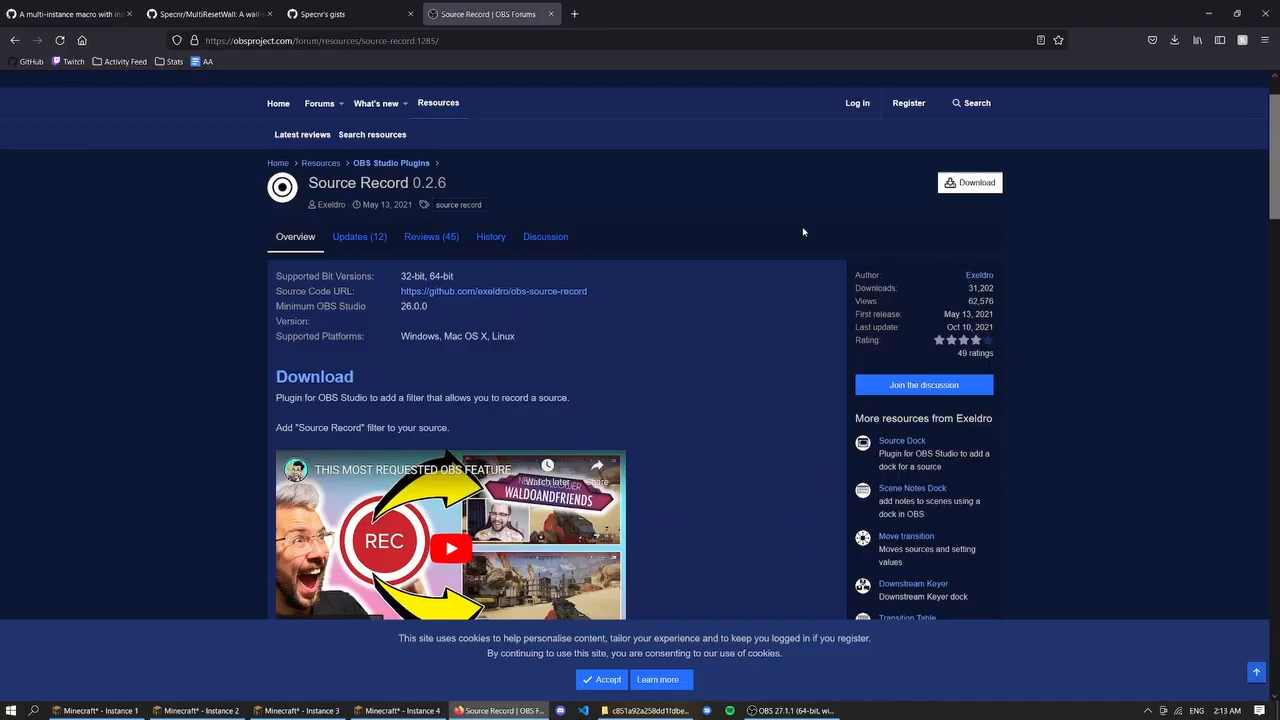 A multi-instance macro with in
Specnr/MultiResetWall: A wall
Specnr's gists
Source Record | OBS Forums
https://obsproject.com/forum/resources/source-record.1285/
GitHub
Twitch
Activity Feed
Stats
AA
Home
Forums
What's new
Resources
Log in
Register
Search
Latest reviews
Search resources
Home
Resources
OBS Studio Plugins
Source Record 0.2.6
Download
Exeldro
May 13, 2021
source record
Overview
Updates (12)
Reviews (45)
History
Discussion
Supported Bit Versions:
32-bit, 64-bit
Source Code URL:
https://github.com/exeldro/obs-source-record
Minimum OBS Studio
26.0.0
Version:
Supported Platforms:
Windows, Mac OS X, Linux
Download
Plugin for OBS Studio to add a filter that allows you to record a source.
Add "Source Record" filter to your source.
THIS MOST REQUESTED OBS FEATURE
Watch later
Share
WALDOANDFRIENDS
REC
Author:
Exeldro
Downloads:
31,202
Views:
62,576
First release:
May 13, 2021
Last update:
Oct 10, 2021
Rating:
49 ratings
Join the discussion
More resources from Exeldro
Source Dock
Plugin for OBS Studio to add a
dock for a source
Scene Notes Dock
add notes to scenes using a
dock in OBS
Move transition
Moves sources and setting
values
Downstream Keyer
Downstream Keyer dock
Transition Table
This site uses cookies to help personalise content, tailor your experience and to keep you logged in if you register.
By continuing to use this site, you are consenting to our use of cookies.
Accept
Learn more…
Minecraft* - Instance 1
Minecraft* - Instance 2
Minecraft* - Instance 3
Minecraft* - Instance 4
Source Record | OBS F...
c851a92a258dd1fdbe...
OBS 27.1.1 (64-bit, wi...
ENG
2:13 AM